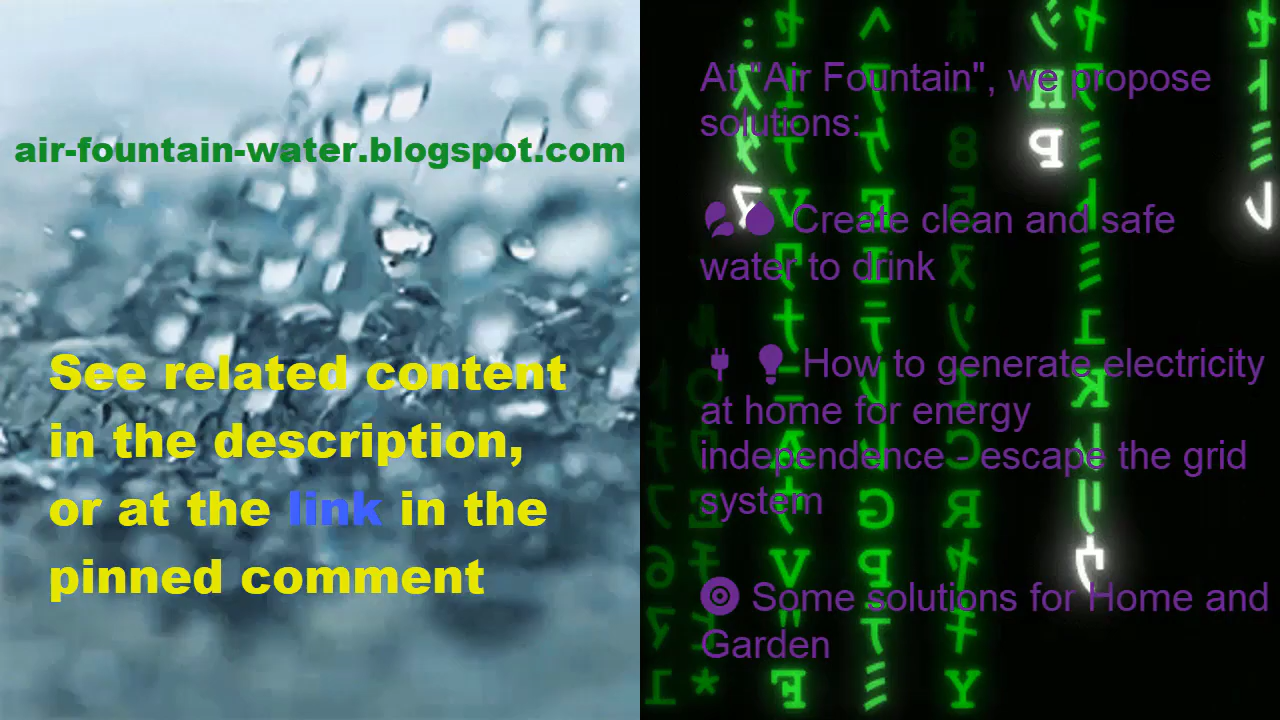 air-fountain-water.blogspot.com
See related content
in the description,
or at the link in the
pinned comment
At "Air Fountain", we propose
solutions:
Create clean and safe
water to drink
How to generate electricity
at home for energy
independence - escape the grid
system
Some solutions for Home and
Garden